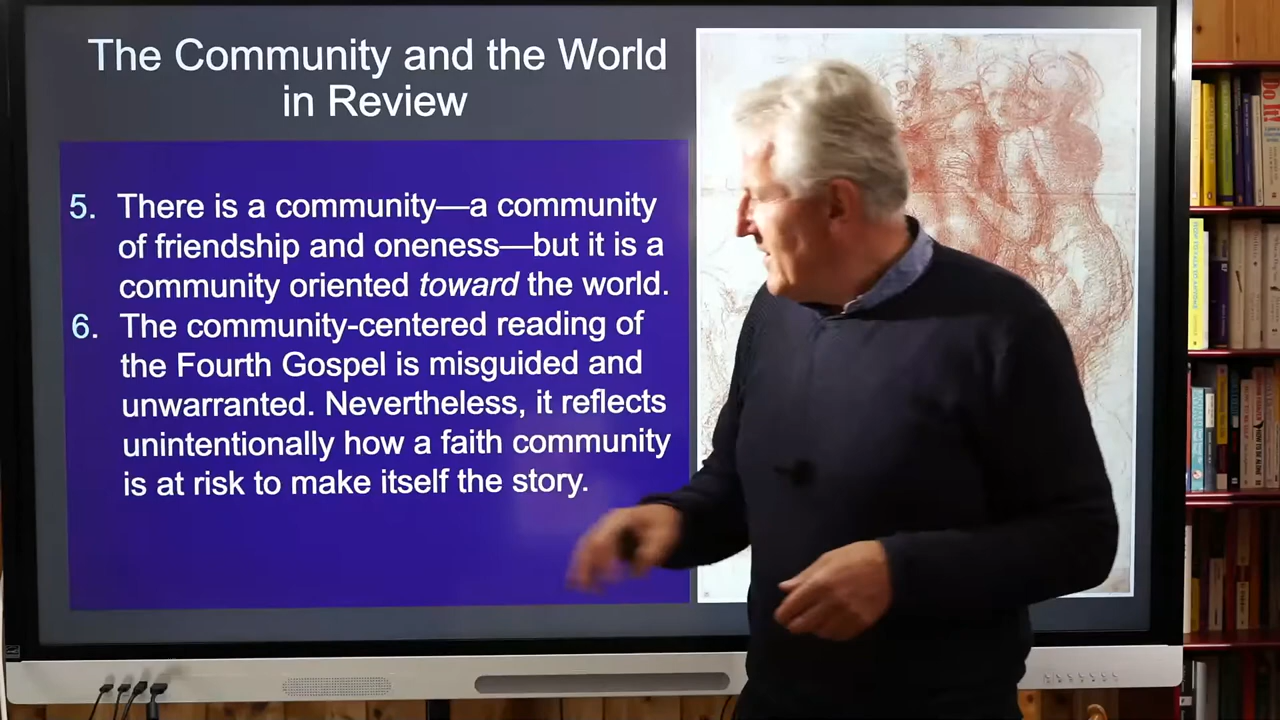 The Community and the World
in Review
5. There is a community—a community
of friendship and oneness—but it is a
community oriented toward the world.
6. The community-centered reading of
the Fourth Gospel is misguided and
unwarranted. Nevertheless, it reflects
unintentionally how a faith community
is at risk to make itself the story.
Do It!